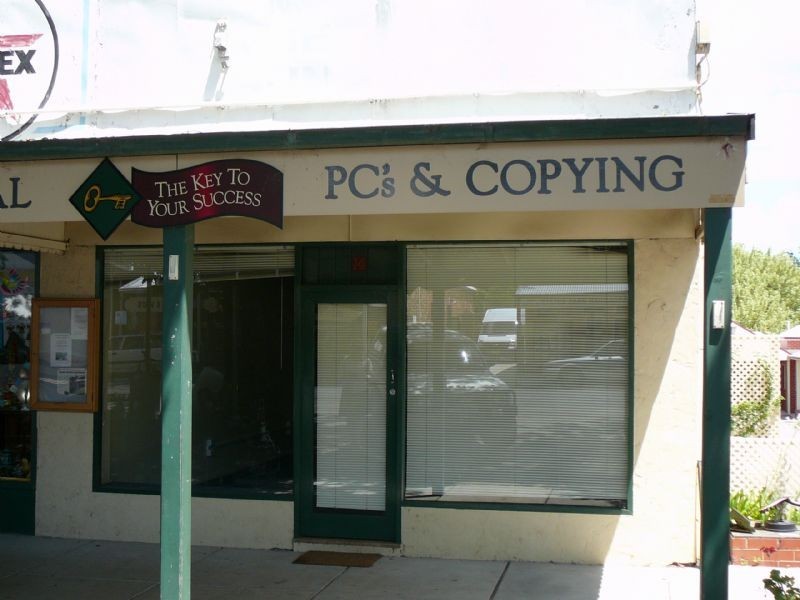 EX
AL
THE KEY TO
YOUR SUCCESS
PC's & COPYING